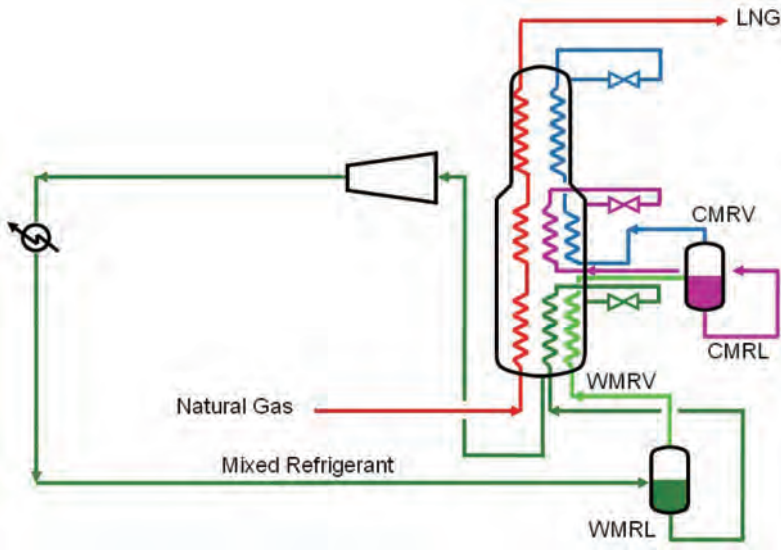 LNG
CMRV
CMRL
WMRV
Natural Gas
Mixed Refrigerant
WMRL